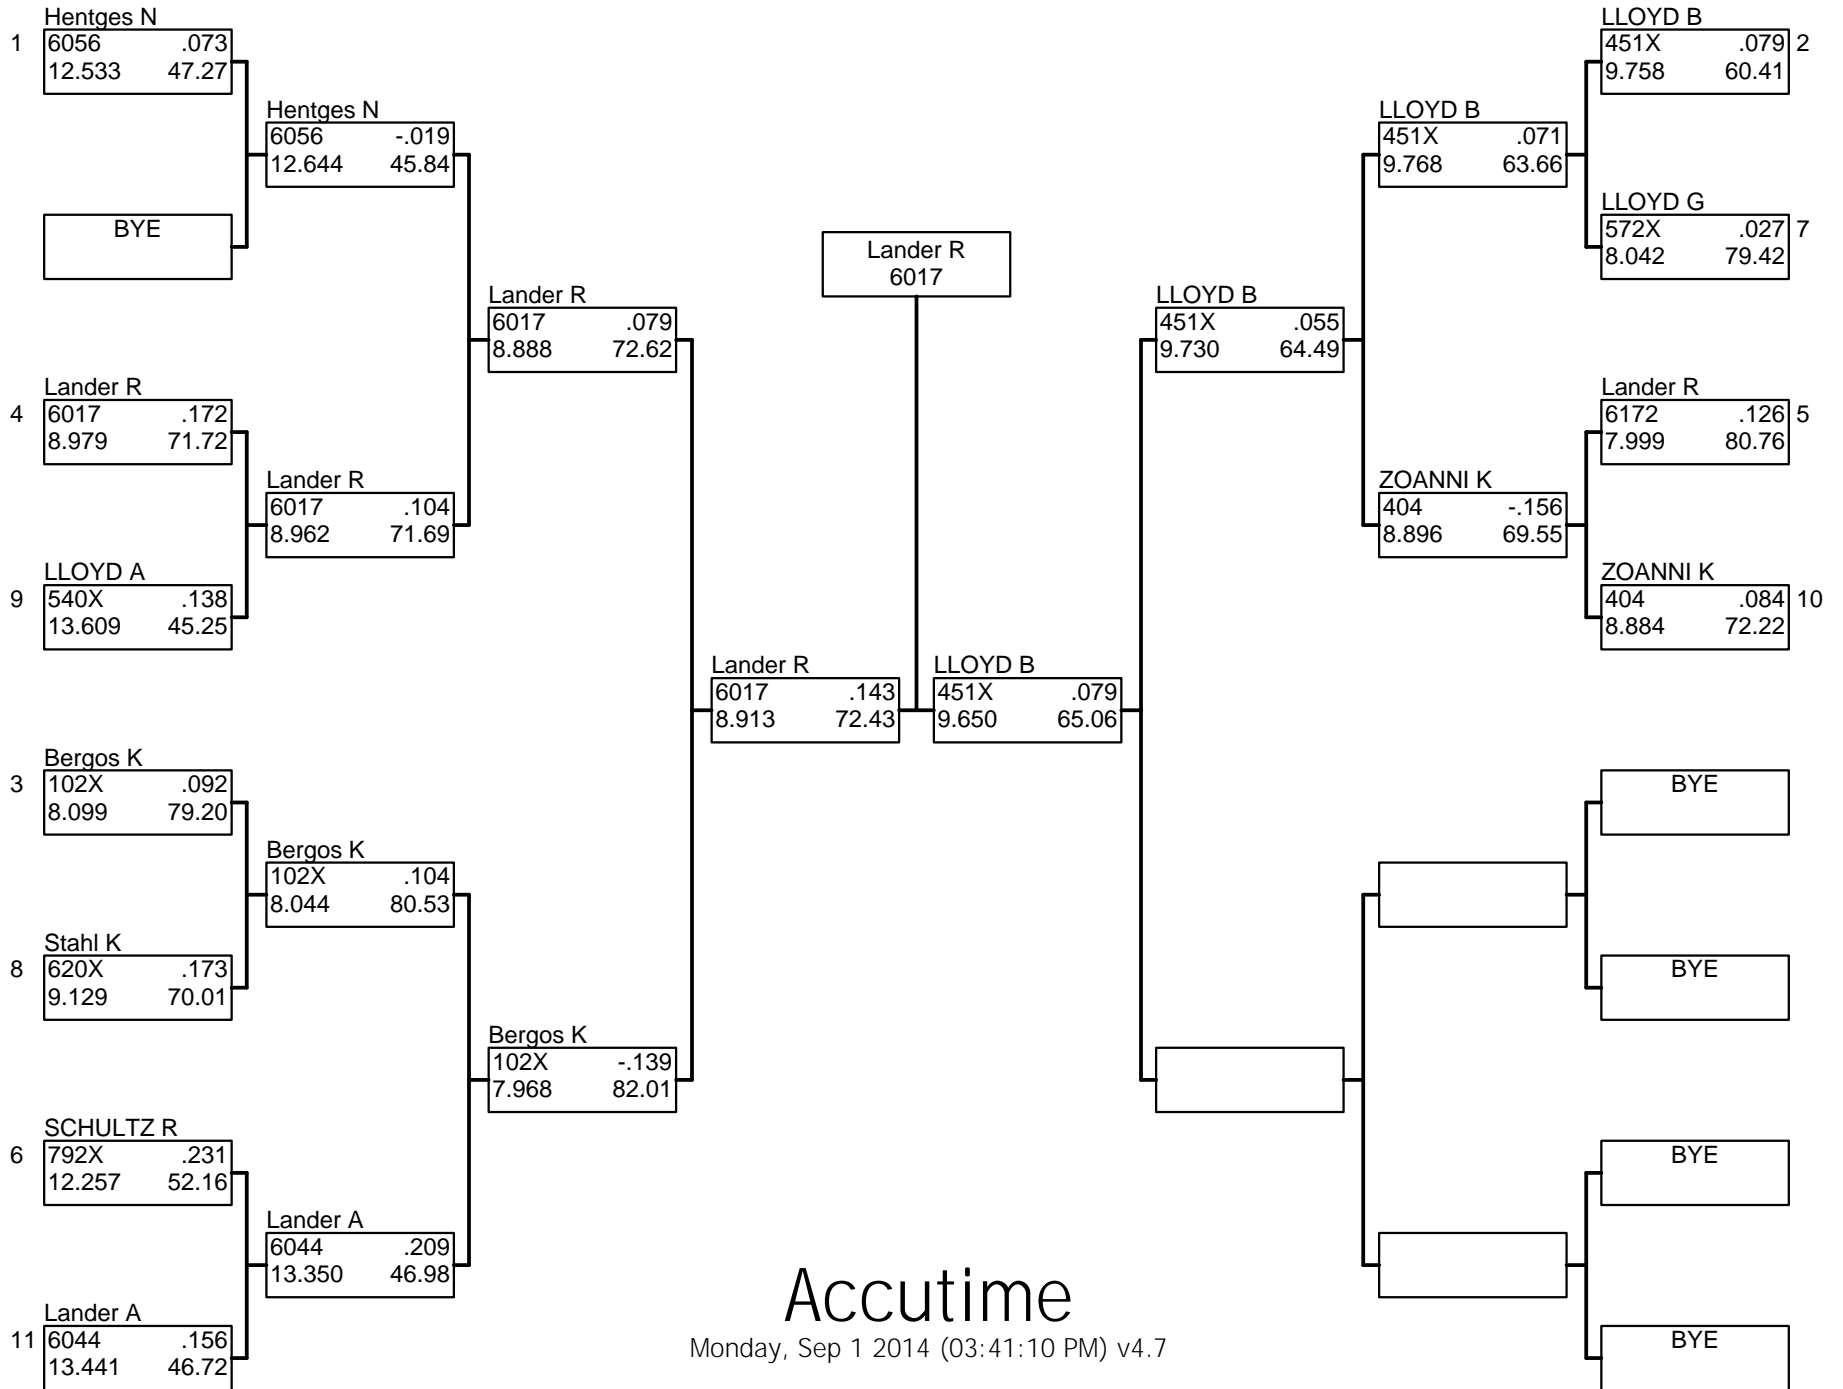 Hentges N
1
6056 .073
12.533 47.27
BYE
Lander R
4
6017 .172
8.979 71.72
LLOYD A
9
540X .138
13.609 45.25
Bergos K
3
102X .092
8.099 79.20
Stahl K
8
620X .173
9.129 70.01
SCHULTZ R
6
792X .231
12.257 52.16
Lander A
11
6044 .156
13.441 46.72
Hentges N
6056 -.019
12.644 45.84
Lander R
6017 .104
8.962 71.69
Bergos K
102X .104
8.044 80.53
Lander A
6044 .209
13.350 46.98
Lander R
6017 .079
8.888 72.62
Bergos K
102X -.139
7.968 82.01
Lander R
6017 .143
8.913 72.43
Lander R
6017
LLOYD B
451X .079
9.650 65.06
LLOYD B
451X .055
9.730 64.49
LLOYD B
451X .071
9.768 63.66
ZOANNI K
404 -.156
8.896 69.55
LLOYD B
451X .079
9.758 60.41
2
LLOYD G
572X .027
8.042 79.42
7
Lander R
6172 .126
7.999 80.76
5
ZOANNI K
404 .084
8.884 72.22
10
BYE
BYE
BYE
BYE
Accutime
Monday, Sep 1 2014 (03:41:10 PM) v4.7